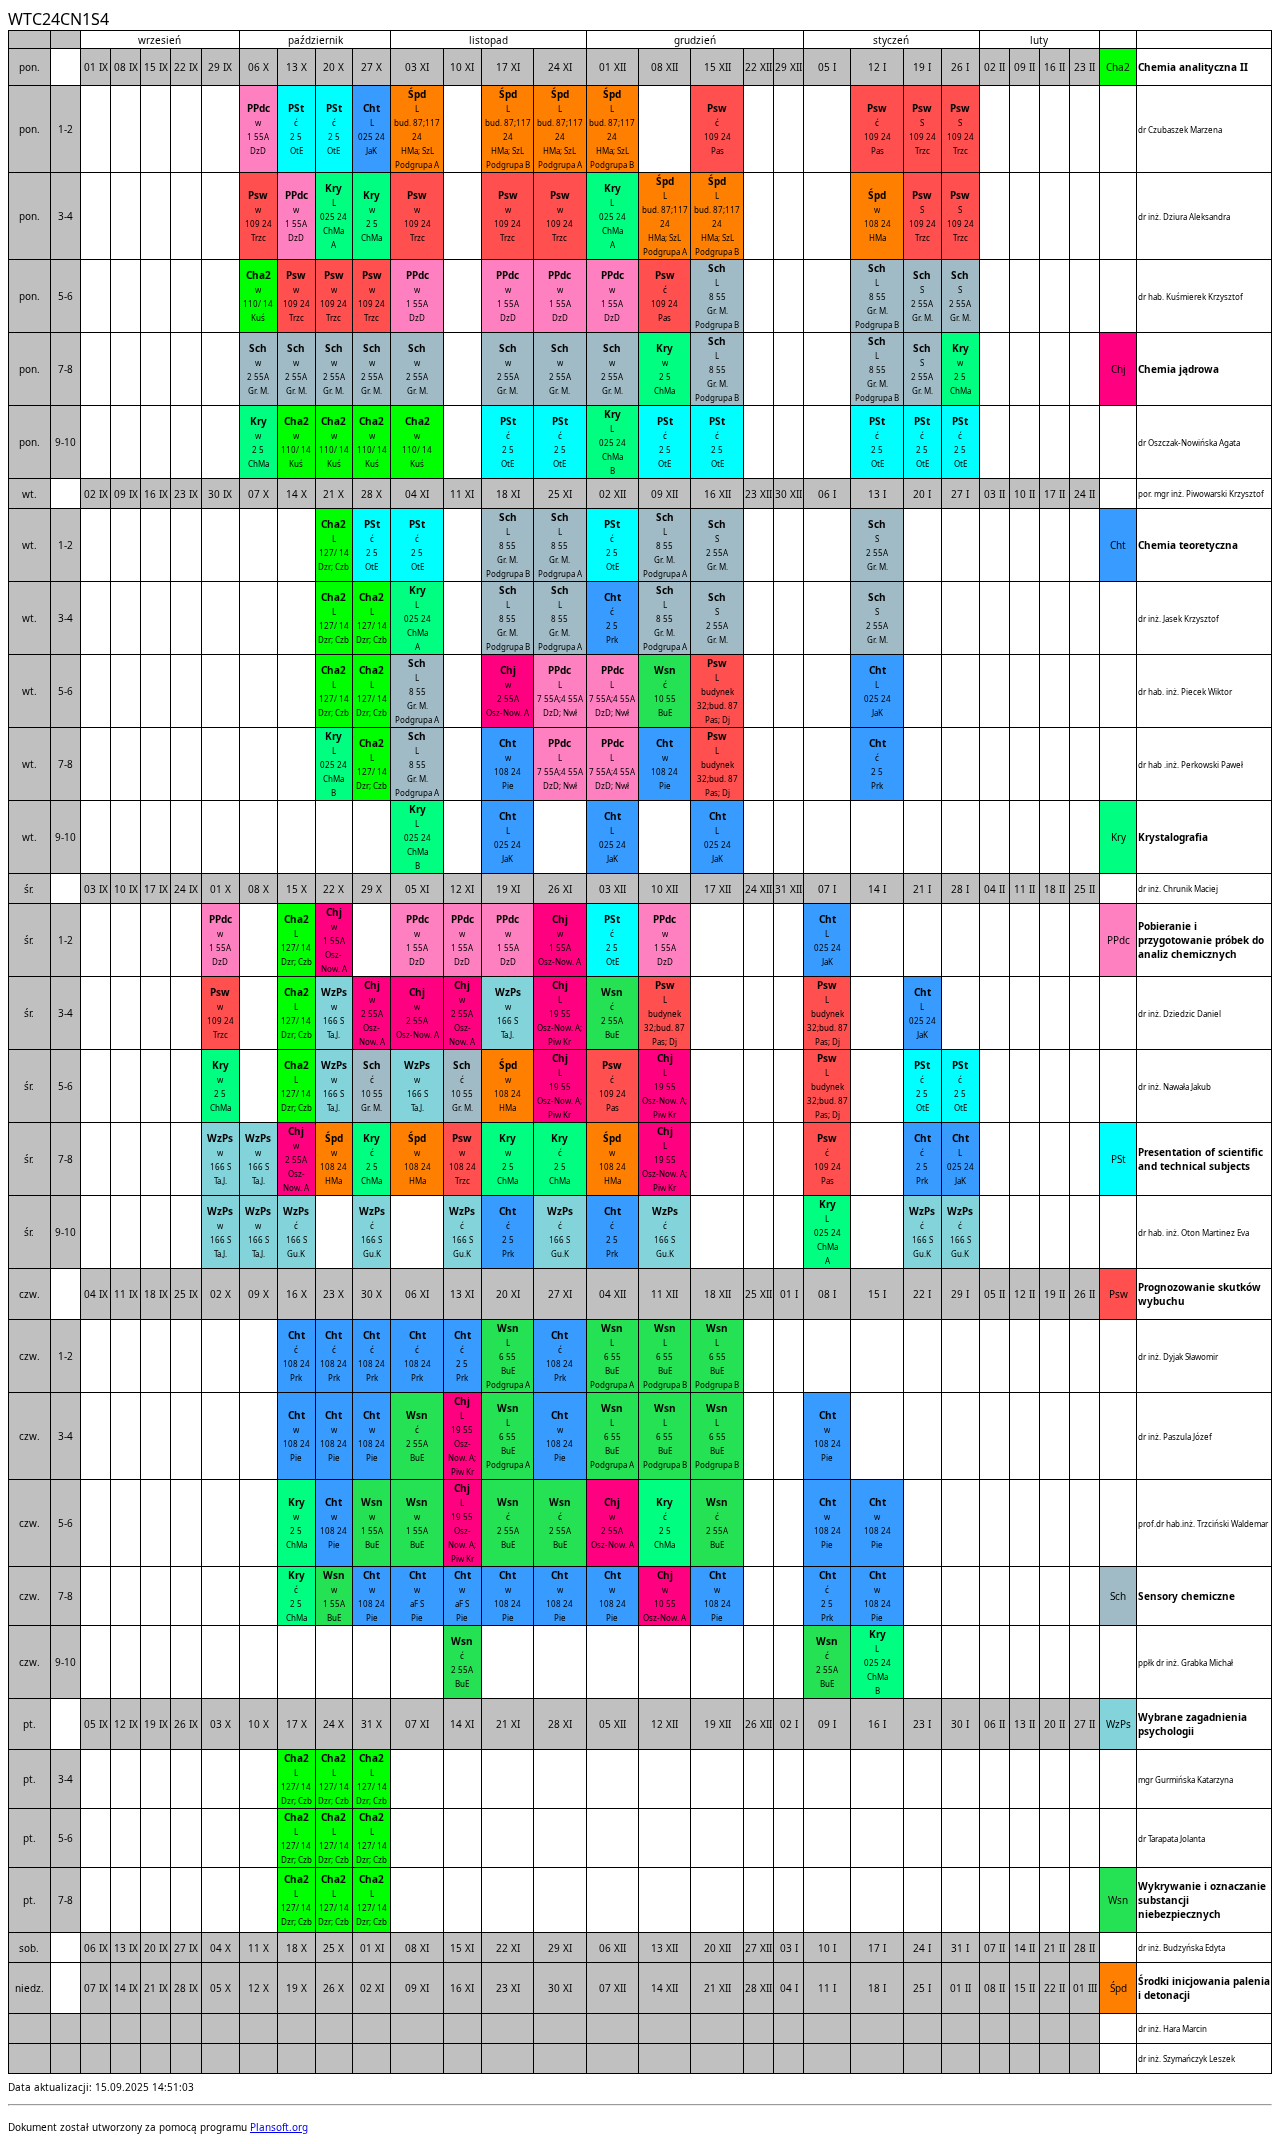 WTC24CN1S4
wrzesień październik listopad grudzień styczeń luty
pon. 01 IX 08 IX 15 IX 22 IX 29 IX 06 X 13 X 20 X 27 X 03 XI 10 XI 17 XI 24 XI 01 XII 08 XII 15 XII 22 XII 29 XII 05 I 12 I 19 I 26 I 02 II 09 II 16 II 23 II Cha2 Chemia analityczna II
pon. 1-2 PPdc w 1 55A DzD PSt ć 2 5 OtE PSt ć 2 5 OtE Cht L 025 24 JaK Śpd L bud. 87;117 24 HMa; SzL Podgrupa A Śpd L bud. 87;117 24 HMa; SzL Podgrupa B Śpd L bud. 87;117 24 HMa; SzL Podgrupa A Śpd L bud. 87;117 24 HMa; SzL Podgrupa B Psw ć 109 24 Pas Psw ć 109 24 Pas Psw S 109 24 Trzc Psw S 109 24 Trzc dr Czubaszek Marzena
pon. 3-4 Psw w 109 24 Trzc PPdc w 1 55A DzD Kry L 025 24 ChMa A Kry w 2 5 ChMa Psw w 109 24 Trzc Psw w 109 24 Trzc Psw w 109 24 Trzc Kry L 025 24 ChMa A Śpd L bud. 87;117 24 HMa; SzL Podgrupa A Śpd L bud. 87;117 24 HMa; SzL Podgrupa B Śpd w 108 24 HMa Psw S 109 24 Trzc Psw S 109 24 Trzc dr inż. Dziura Aleksandra
pon. 5-6 Cha2 w 110/ 14 Kuś Psw w 109 24 Trzc Psw w 109 24 Trzc Psw w 109 24 Trzc PPdc w 1 55A DzD PPdc w 1 55A DzD PPdc w 1 55A DzD PPdc w 1 55A DzD Psw ć 109 24 Pas Sch L 8 55 Gr. M. Podgrupa B Sch L 8 55 Gr. M. Podgrupa B Sch S 2 55A Gr. M. Sch S 2 55A Gr. M. dr hab. Kuśmierek Krzysztof
pon. 7-8 Sch w 2 55A Gr. M. Sch w 2 55A Gr. M. Sch w 2 55A Gr. M. Sch w 2 55A Gr. M. Sch w 2 55A Gr. M. Sch w 2 55A Gr. M. Sch w 2 55A Gr. M. Sch w 2 55A Gr. M. Kry w 2 5 ChMa Sch L 8 55 Gr. M. Podgrupa B Sch L 8 55 Gr. M. Podgrupa B Sch S 2 55A Gr. M. Kry w 2 5 ChMa Chj Chemia jądrowa
pon. 9-10 Kry w 2 5 ChMa Cha2 w 110/ 14 Kuś Cha2 w 110/ 14 Kuś Cha2 w 110/ 14 Kuś Cha2 w 110/ 14 Kuś PSt ć 2 5 OtE PSt ć 2 5 OtE Kry L 025 24 ChMa B PSt ć 2 5 OtE PSt ć 2 5 OtE PSt ć 2 5 OtE PSt ć 2 5 OtE PSt ć 2 5 OtE dr Oszczak-Nowińska Agata
wt. 02 IX 09 IX 16 IX 23 IX 30 IX 07 X 14 X 21 X 28 X 04 XI 11 XI 18 XI 25 XI 02 XII 09 XII 16 XII 23 XII 30 XII 06 I 13 I 20 I 27 I 03 II 10 II 17 II 24 II por. mgr inż. Piwowarski Krzysztof
wt. 1-2 Cha2 L 127/ 14 Dzr; Czb PSt ć 2 5 OtE PSt ć 2 5 OtE Sch L 8 55 Gr. M. Podgrupa B Sch L 8 55 Gr. M. Podgrupa A PSt ć 2 5 OtE Sch L 8 55 Gr. M. Podgrupa A Sch S 2 55A Gr. M. Sch S 2 55A Gr. M. Cht Chemia teoretyczna
wt. 3-4 Cha2 L 127/ 14 Dzr; Czb Cha2 L 127/ 14 Dzr; Czb Kry L 025 24 ChMa A Sch L 8 55 Gr. M. Podgrupa B Sch L 8 55 Gr. M. Podgrupa A Cht ć 2 5 Prk Sch L 8 55 Gr. M. Podgrupa A Sch S 2 55A Gr. M. Sch S 2 55A Gr. M. dr inż. Jasek Krzysztof
wt. 5-6 Cha2 L 127/ 14 Dzr; Czb Cha2 L 127/ 14 Dzr; Czb Sch L 8 55 Gr. M. Podgrupa A Chj w 2 55A Osz-Now. A PPdc L 7 55A;4 55A DzD; Nwł PPdc L 7 55A;4 55A DzD; Nwł Wsn ć 10 55 BuE Psw L budynek 32;bud. 87 Pas; Dj Cht L 025 24 JaK dr hab. inż. Piecek Wiktor
wt. 7-8 Kry L 025 24 ChMa B Cha2 L 127/ 14 Dzr; Czb Sch L 8 55 Gr. M. Podgrupa A Cht w 108 24 Pie PPdc L 7 55A;4 55A DzD; Nwł PPdc L 7 55A;4 55A DzD; Nwł Cht w 108 24 Pie Psw L budynek 32;bud. 87 Pas; Dj Cht ć 2 5 Prk dr hab .inż. Perkowski Paweł
wt. 9-10 Kry L 025 24 ChMa B Cht L 025 24 JaK Cht L 025 24 JaK Cht L 025 24 JaK Kry Krystalografia
śr. 03 IX 10 IX 17 IX 24 IX 01 X 08 X 15 X 22 X 29 X 05 XI 12 XI 19 XI 26 XI 03 XII 10 XII 17 XII 24 XII 31 XII 07 I 14 I 21 I 28 I 04 II 11 II 18 II 25 II dr inż. Chrunik Maciej
śr. 1-2 PPdc w 1 55A DzD Cha2 L 127/ 14 Dzr; Czb Chj w 1 55A Osz-Now. A PPdc w 1 55A DzD PPdc w 1 55A DzD PPdc w 1 55A DzD Chj w 1 55A Osz-Now. A PSt ć 2 5 OtE PPdc w 1 55A DzD Cht L 025 24 JaK PPdc Pobieranie i przygotowanie próbek do analiz chemicznych
śr. 3-4 Psw w 109 24 Trzc Cha2 L 127/ 14 Dzr; Czb WzPs w 166 S Ta.J. Chj w 2 55A Osz-Now. A Chj w 2 55A Osz-Now. A Chj w 2 55A Osz-Now. A WzPs w 166 S Ta.J. Chj L 19 55 Osz-Now. A; Piw Kr Wsn ć 2 55A BuE Psw L budynek 32;bud. 87 Pas; Dj Psw L budynek 32;bud. 87 Pas; Dj Cht L 025 24 JaK dr inż. Dziedzic Daniel
śr. 5-6 Kry w 2 5 ChMa Cha2 L 127/ 14 Dzr; Czb WzPs w 166 S Ta.J. Sch ć 10 55 Gr. M. WzPs w 166 S Ta.J. Sch ć 10 55 Gr. M. Śpd w 108 24 HMa Chj L 19 55 Osz-Now. A; Piw Kr Psw ć 109 24 Pas Chj L 19 55 Osz-Now. A; Piw Kr Psw L budynek 32;bud. 87 Pas; Dj PSt ć 2 5 OtE PSt ć 2 5 OtE dr inż. Nawała Jakub
śr. 7-8 WzPs w 166 S Ta.J. WzPs w 166 S Ta.J. Chj w 2 55A Osz-Now. A Śpd w 108 24 HMa Kry ć 2 5 ChMa Śpd w 108 24 HMa Psw w 108 24 Trzc Kry w 2 5 ChMa Kry ć 2 5 ChMa Śpd w 108 24 HMa Chj L 19 55 Osz-Now. A; Piw Kr Psw ć 109 24 Pas Cht ć 2 5 Prk Cht L 025 24 JaK PSt Presentation of scientific and technical subjects
śr. 9-10 WzPs w 166 S Ta.J. WzPs w 166 S Ta.J. WzPs ć 166 S Gu.K WzPs ć 166 S Gu.K WzPs ć 166 S Gu.K Cht ć 2 5 Prk WzPs ć 166 S Gu.K Cht ć 2 5 Prk WzPs ć 166 S Gu.K Kry L 025 24 ChMa A WzPs ć 166 S Gu.K WzPs ć 166 S Gu.K dr hab. inż. Oton Martinez Eva
czw. 04 IX 11 IX 18 IX 25 IX 02 X 09 X 16 X 23 X 30 X 06 XI 13 XI 20 XI 27 XI 04 XII 11 XII 18 XII 25 XII 01 I 08 I 15 I 22 I 29 I 05 II 12 II 19 II 26 II Psw Prognozowanie skutków wybuchu
czw. 1-2 Cht ć 108 24 Prk Cht ć 108 24 Prk Cht ć 108 24 Prk Cht ć 108 24 Prk Cht ć 2 5 Prk Wsn L 6 55 BuE Podgrupa A Cht ć 108 24 Prk Wsn L 6 55 BuE Podgrupa A Wsn L 6 55 BuE Podgrupa B Wsn L 6 55 BuE Podgrupa B dr inż. Dyjak Sławomir
czw. 3-4 Cht w 108 24 Pie Cht w 108 24 Pie Cht w 108 24 Pie Wsn ć 2 55A BuE Chj L 19 55 Osz-Now. A; Piw Kr Wsn L 6 55 BuE Podgrupa A Cht w 108 24 Pie Wsn L 6 55 BuE Podgrupa A Wsn L 6 55 BuE Podgrupa B Wsn L 6 55 BuE Podgrupa B Cht w 108 24 Pie dr inż. Paszula Józef
czw. 5-6 Kry w 2 5 ChMa Cht w 108 24 Pie Wsn w 1 55A BuE Wsn w 1 55A BuE Chj L 19 55 Osz-Now. A; Piw Kr Wsn ć 2 55A BuE Wsn ć 2 55A BuE Chj w 2 55A Osz-Now. A Kry ć 2 5 ChMa Wsn ć 2 55A BuE Cht w 108 24 Pie Cht w 108 24 Pie prof.dr hab.inż. Trzciński Waldemar
czw. 7-8 Kry ć 2 5 ChMa Wsn w 1 55A BuE Cht w 108 24 Pie Cht w aF S Pie Cht w aF S Pie Cht w 108 24 Pie Cht w 108 24 Pie Cht w 108 24 Pie Chj w 10 55 Osz-Now. A Cht w 108 24 Pie Cht ć 2 5 Prk Cht w 108 24 Pie Sch Sensory chemiczne
czw. 9-10 Wsn ć 2 55A BuE Wsn ć 2 55A BuE Kry L 025 24 ChMa B ppłk dr inż. Grabka Michał
pt. 05 IX 12 IX 19 IX 26 IX 03 X 10 X 17 X 24 X 31 X 07 XI 14 XI 21 XI 28 XI 05 XII 12 XII 19 XII 26 XII 02 I 09 I 16 I 23 I 30 I 06 II 13 II 20 II 27 II WzPs Wybrane zagadnienia psychologii
pt. 3-4 Cha2 L 127/ 14 Dzr; Czb Cha2 L 127/ 14 Dzr; Czb Cha2 L 127/ 14 Dzr; Czb mgr Gurmińska Katarzyna
pt. 5-6 Cha2 L 127/ 14 Dzr; Czb Cha2 L 127/ 14 Dzr; Czb Cha2 L 127/ 14 Dzr; Czb dr Tarapata Jolanta
pt. 7-8 Cha2 L 127/ 14 Dzr; Czb Cha2 L 127/ 14 Dzr; Czb Cha2 L 127/ 14 Dzr; Czb Wsn Wykrywanie i oznaczanie substancji niebezpiecznych
sob. 06 IX 13 IX 20 IX 27 IX 04 X 11 X 18 X 25 X 01 XI 08 XI 15 XI 22 XI 29 XI 06 XII 13 XII 20 XII 27 XII 03 I 10 I 17 I 24 I 31 I 07 II 14 II 21 II 28 II dr inż. Budzyńska Edyta
niedz. 07 IX 14 IX 21 IX 28 IX 05 X 12 X 19 X 26 X 02 XI 09 XI 16 XI 23 XI 30 XI 07 XII 14 XII 21 XII 28 XII 04 I 11 I 18 I 25 I 01 II 08 II 15 II 22 II 01 III Śpd Środki inicjowania palenia i detonacji
dr inż. Hara Marcin
dr inż. Szymańczyk Leszek
Data aktualizacji: 15.09.2025 14:51:03
Dokument został utworzony za pomocą programu Plansoft.org